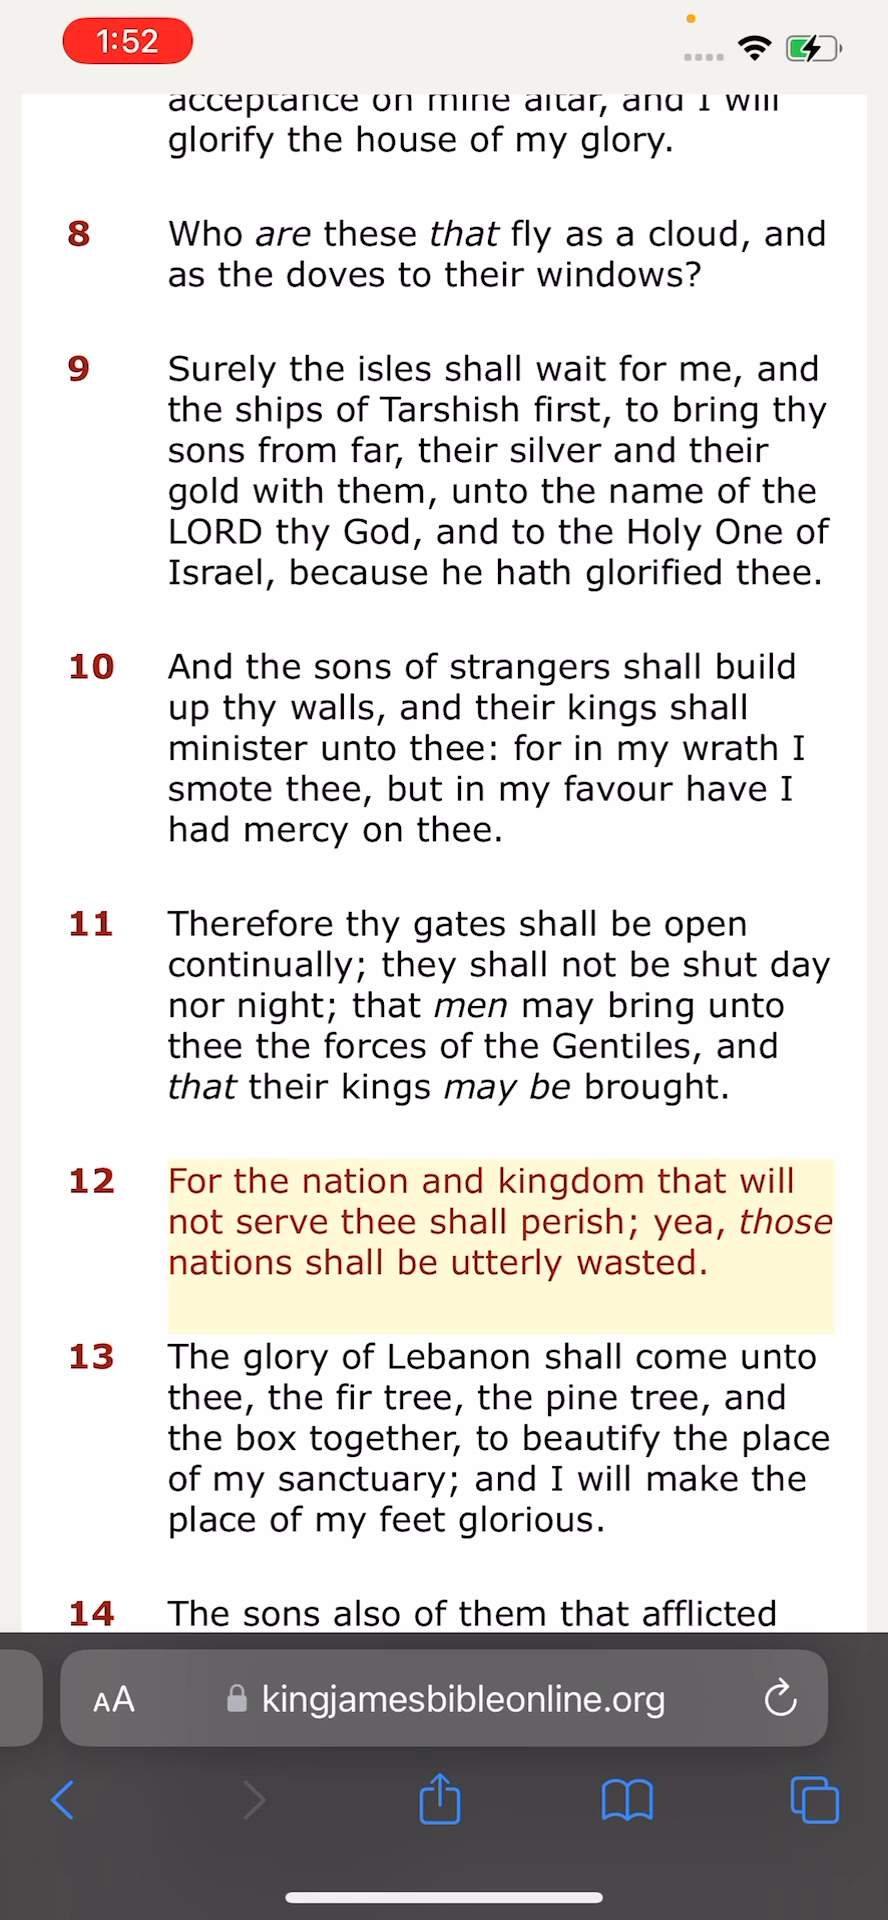 1:52
acceptance on mine altar, and I will
glorify the house of my glory.
8 Who are these that fly as a cloud, and
as the doves to their windows?
9 Surely the isles shall wait for me, and
the ships of Tarshish first, to bring thy
sons from far, their silver and their
gold with them, unto the name of the
LORD thy God, and to the Holy One of
Israel, because he hath glorified thee.
10 And the sons of strangers shall build
up thy walls, and their kings shall
minister unto thee: for in my wrath I
smote thee, but in my favour have I
had mercy on thee.
11 Therefore thy gates shall be open
continually; they shall not be shut day
nor night; that men may bring unto
thee the forces of the Gentiles, and
that their kings may be brought.
12 For the nation and kingdom that will
not serve thee shall perish; yea, those
nations shall be utterly wasted.
13 The glory of Lebanon shall come unto
thee, the fir tree, the pine tree, and
the box together, to beautify the place
of my sanctuary; and I will make the
place of my feet glorious.
14 The sons also of them that afflicted
AA kingjamesbibleonline.org